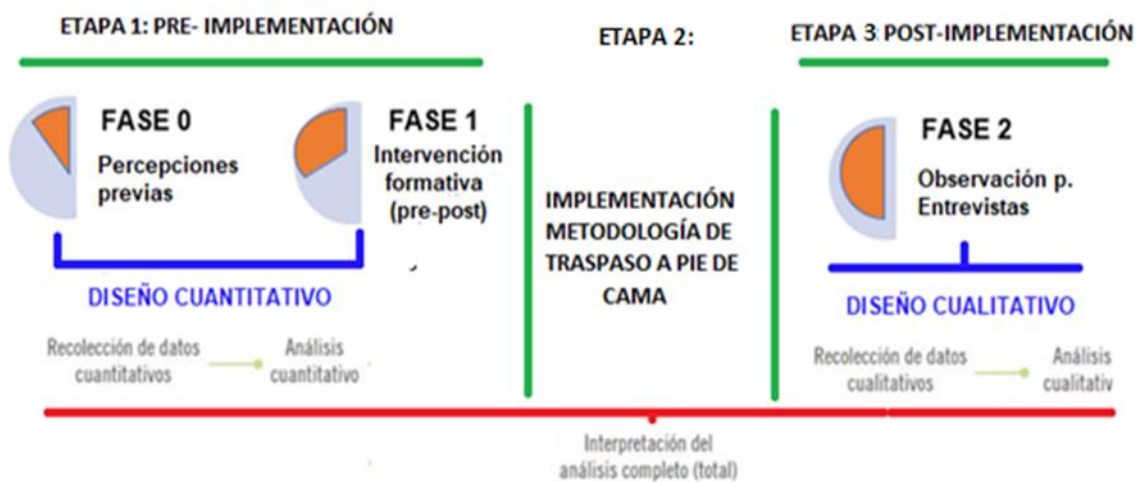 ETAPA 1: PRE- IMPLEMENTACIÓN
FASE 0
Percepciones
previas
FASE 1
Intervención
formativa
(pre-post)
DISEÑO CUANTITATIVO
Recolección de datos
cuantitativos
Análisis
cuantitativo
ETAPA 2:
IMPLEMENTACIÓN
METODOLOGÍA DE
TRASPASO A PIE DE
CAMA
ETAPA 3 POST-IMPLEMENTACIÓN
FASE 2
Observación p.
Entrevistas
DISEÑO CUALITATIVO
Recolección de datos
cualitativos
Análisis
cualitativ
Interpretación del
análisis completo (total)